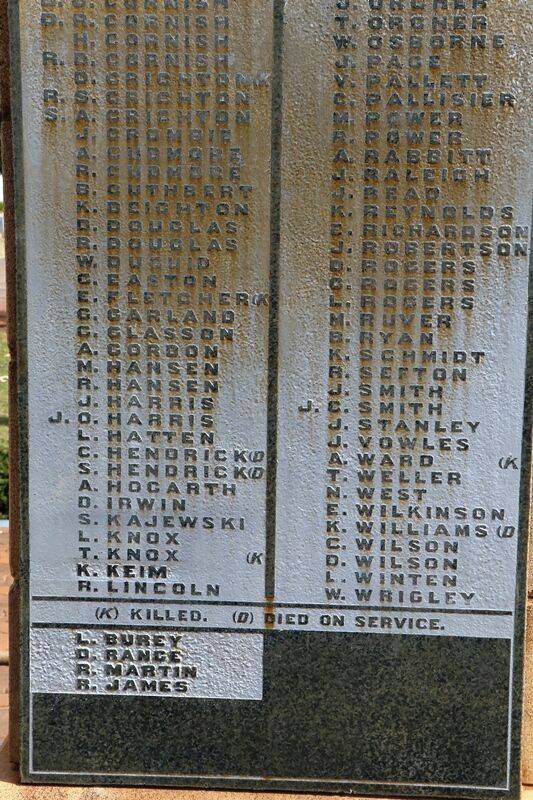 CORNISH
D.R. CORNISH
H. CORNISH
R.D. CORNISH
D. CRICHTON (K
R.S. CRICHTON
S.A. CRICHTON
J. CROMBIE
A. CUDMORE
R. CUDMORE
B. CUTHBERT
K. DEIGHTON
D. DOUGLAS
R. DOUGLAS
W. DUGUID
C. EASTON
E. FLETCHER (K
G. GARLAND
G. GLASSON
A. GORDON
M. HANSEN
R. HANSEN
J. HARRIS
J.O. HARRIS
L. HATTEN
C. HENDRICK (D
S. HENDRICK (D
A. HOGARTH
D. IRWIN
S. KAJEWSKI
L. KNOX
T. KNOX (K
K. KEIM
R. LINCOLN
J. ORCHER
T. ORCHER
W. OSBORNE
J. PAGE
V. PALLETT
C. PALLISIER
M. POWER
R. POWER
A. RABBITT
J. RALEIGH
J. READ
K. REYNOLDS
E. RICHARDSON
J. ROBERTSON
D. ROGERS
G. ROGERS
L. ROGERS
M. RUVER
B. RYAN
K. SCHMIDT
R. SEFTON
J. SMITH
J.C. SMITH
J. STANLEY
J. VOWLES
A. WARD (K
T. WELLER
N. WEST
E. WILKINSON
K. WILLIAMS (D
C. WILSON
D. WILSON
L. WINTEN
W. WRIGLEY
(K) KILLED. (D) DIED ON SERVICE.
L. BUREY
D. RANGE
R. MARTIN
R. JAMES